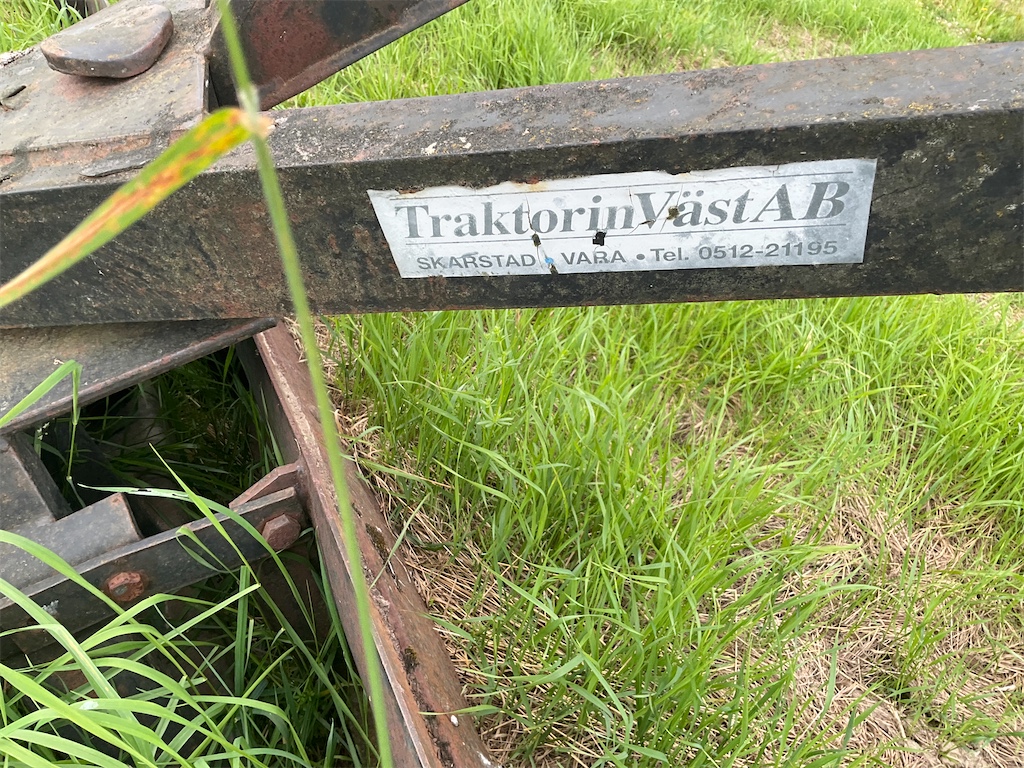 TraktorinVästAB
SKARSTAD • VARA • Tel. 0512-21195